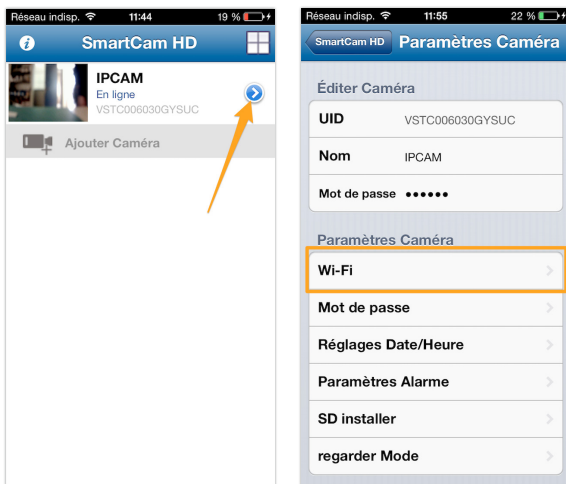 Réseau indisp. 11:44 19 %
SmartCam HD
IPCAM
En ligne
VSTC006030GYSUC
Ajouter Caméra
Réseau indisp. 11:55 22 %
SmartCam HD Paramètres Caméra
Éditer Caméra
UID VSTC006030GYSUC
Nom IPCAM
Mot de passe ••••••
Paramètres Caméra
Wi-Fi
Mot de passe
Réglages Date/Heure
Paramètres Alarme
SD installer
regarder Mode